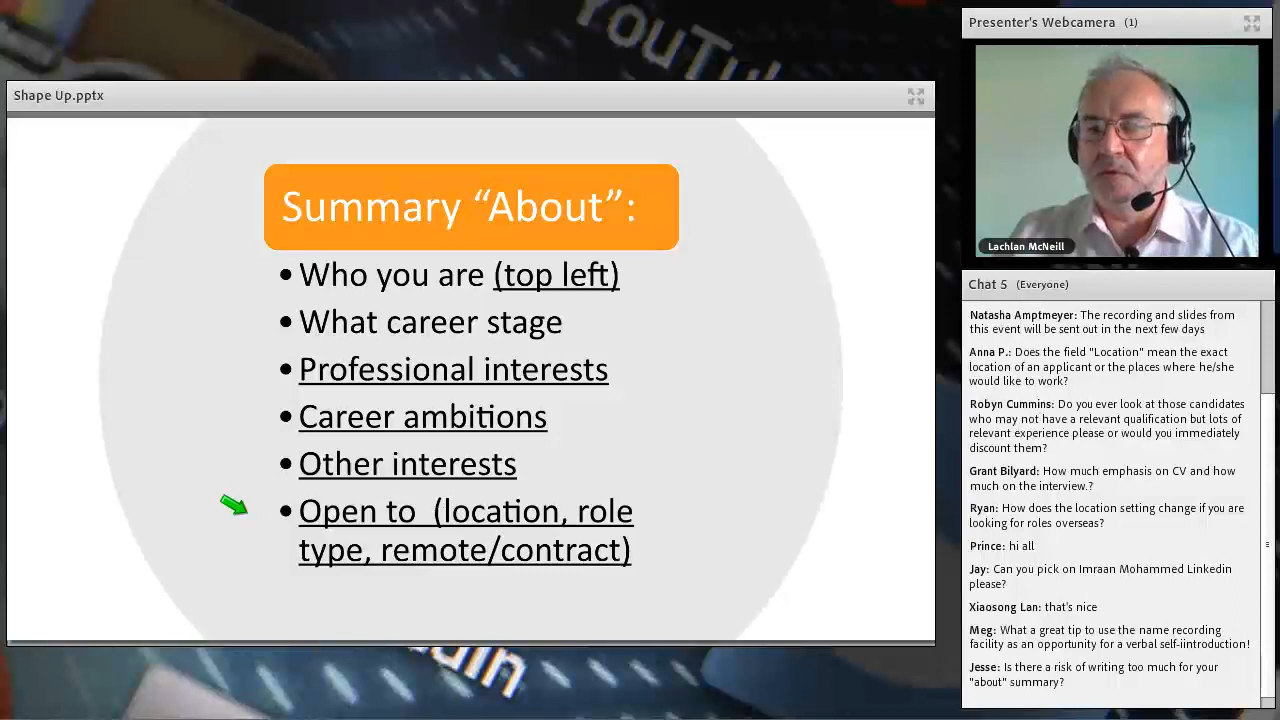 YouTu
Shape Up.pptx
Summary “About”:
• Who you are (top left)
• What career stage
• Professional interests
• Career ambitions
• Other interests
• Open to (location, role
type, remote/contract)
Presenter's Webcamera (1)
Lachlan McNeill
Chat 5 (Everyone)
Natasha Amptmeyer: The recording and slides from
this event will be sent out in the next few days
Anna P.: Does the field "Location" mean the exact
location of an applicant or the places where he/she
would like to work?
Robyn Cummins: Do you ever look at those candidates
who may not have a relevant qualification but lots of
relevant experience please or would you immediately
discount them?
Grant Bilyard: How much emphasis on CV and how
much on the interview.?
Ryan: How does the location setting change if you are
looking for roles overseas?
Prince: hi all
Jay: Can you pick on Imraan Mohammed Linkedin
please?
Xiaosong Lan: that's nice
Meg: What a great tip to use the name recording
facility as an opportunity for a verbal self-iintroduction!
Jesse: Is there a risk of writing too much for your
"about" summary?